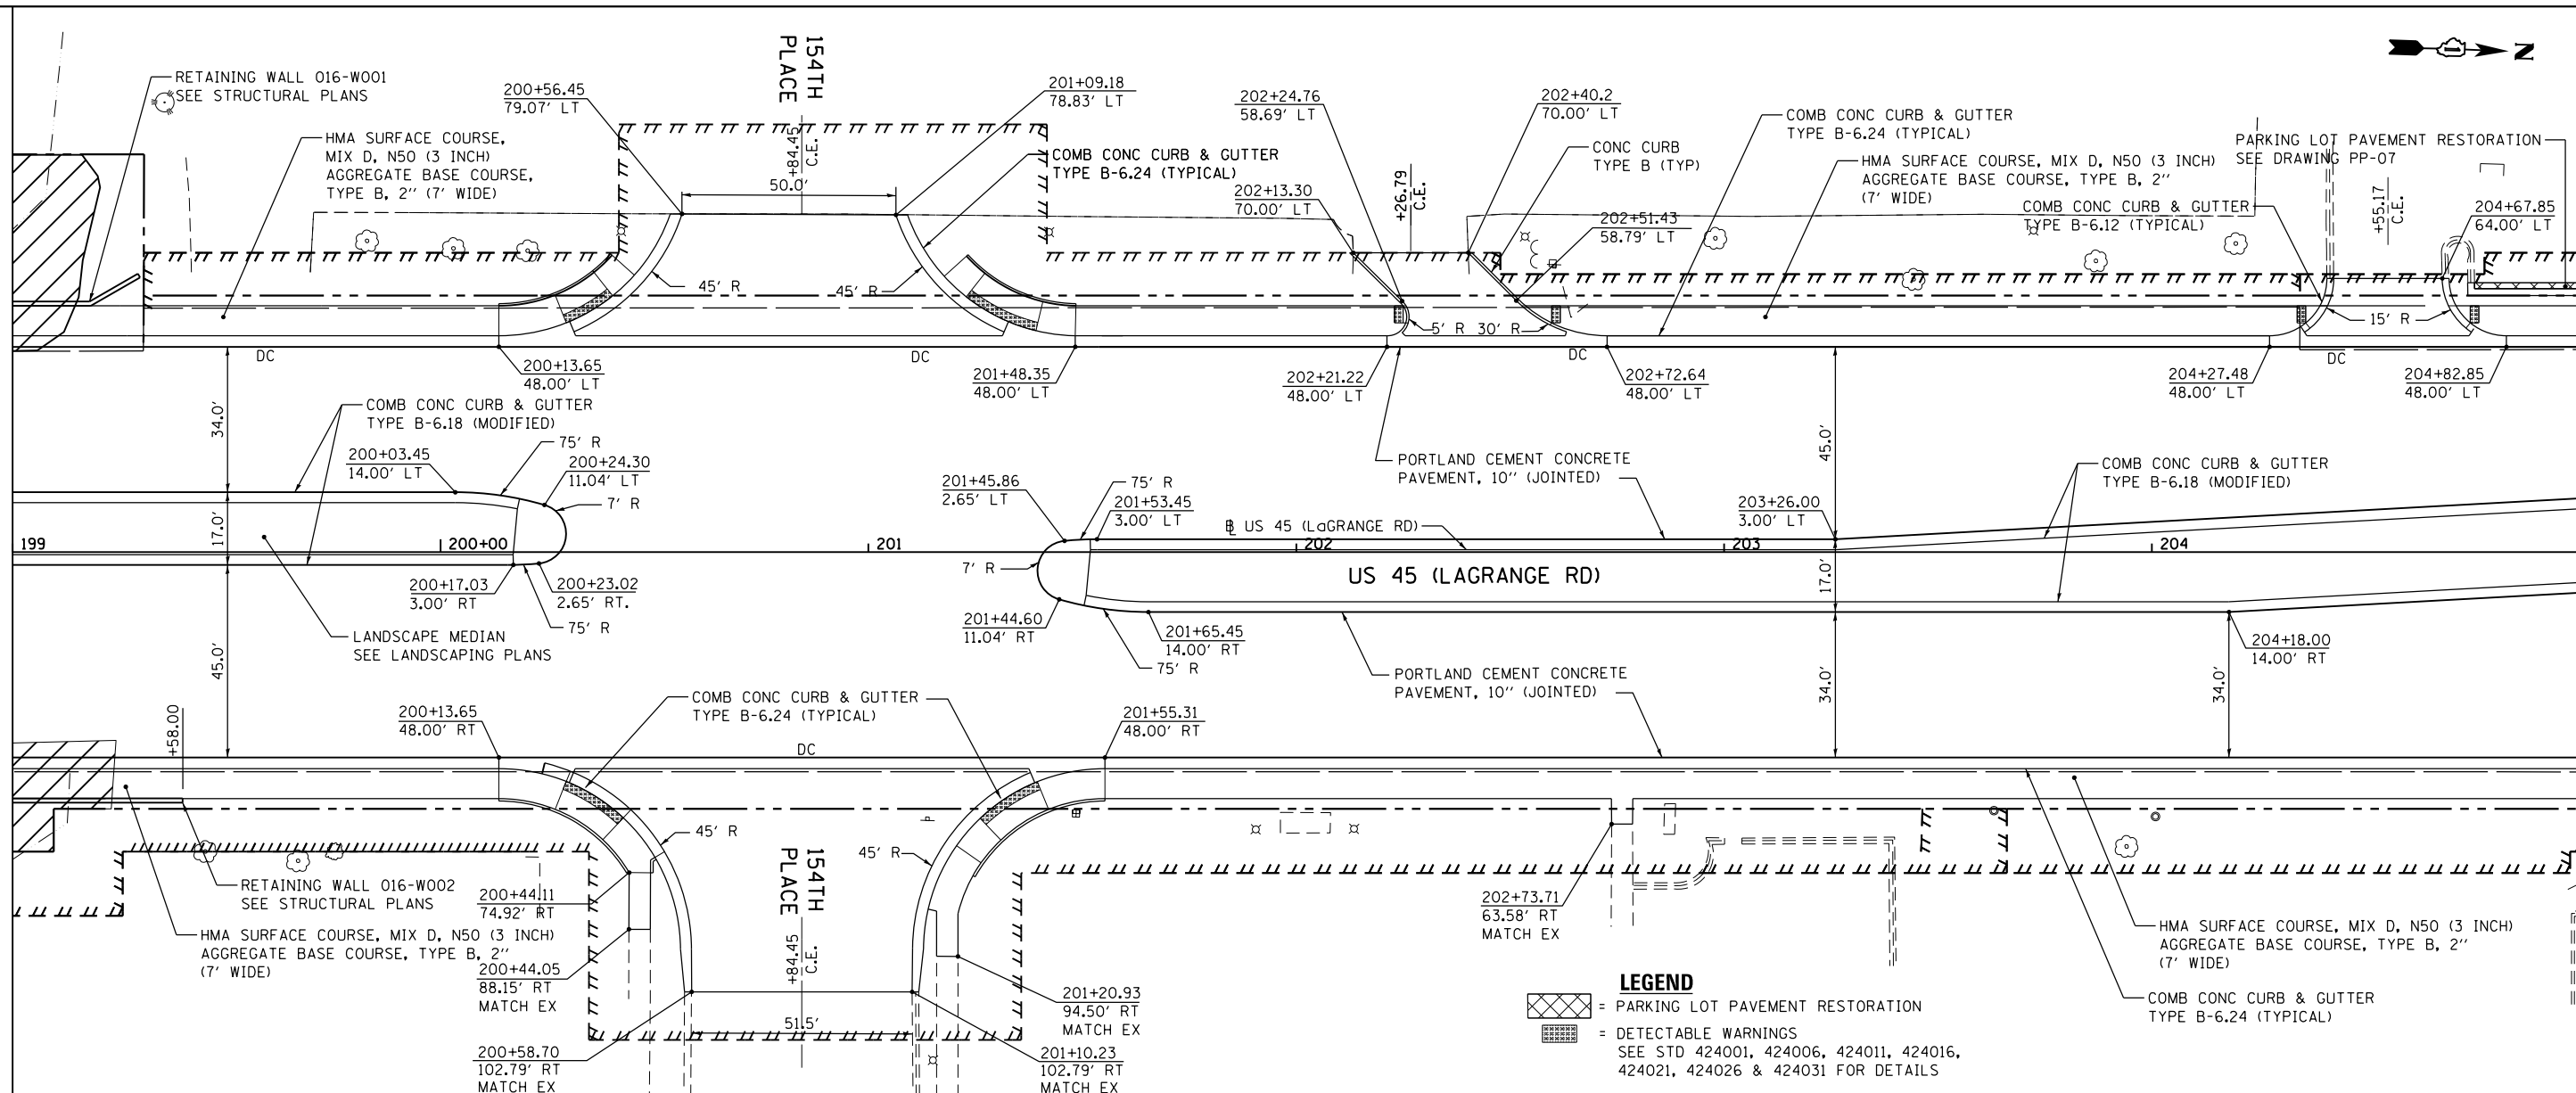 RETAINING WALL 016-W001
SEE STRUCTURAL PLANS
HMA SURFACE COURSE,
MIX D, N50 (3 INCH)
AGGREGATE BASE COURSE,
TYPE B, 2" (7' WIDE)
200+56.45
79.07' LT
154TH
PLACE
+84.45
C.E.
50.0'
201+09.18
78.83' LT
COMB CONC CURB & GUTTER
TYPE B-6.24 (TYPICAL)
202+24.76
58.69' LT
202+13.30
70.00' LT
+26.79
C.E.
202+40.2
70.00' LT
CONC CURB
TYPE B (TYP)
202+51.43
58.79' LT
COMB CONC CURB & GUTTER
TYPE B-6.24 (TYPICAL)
HMA SURFACE COURSE, MIX D, N50 (3 INCH)
AGGREGATE BASE COURSE, TYPE B, 2"
(7' WIDE)
COMB CONC CURB & GUTTER
TYPE B-6.12 (TYPICAL)
PARKING LOT PAVEMENT RESTORATION
SEE DRAWING PP-07
+55.17
C.E.
204+67.85
64.00' LT
N
45' R
45' R
5' R
30' R
15' R
DC
DC
DC
DC
200+13.65
48.00' LT
201+48.35
48.00' LT
202+21.22
48.00' LT
202+72.64
48.00' LT
204+27.48
48.00' LT
204+82.85
48.00' LT
34.0'
COMB CONC CURB & GUTTER
TYPE B-6.18 (MODIFIED)
200+03.45
14.00' LT
75' R
200+24.30
11.04' LT
7' R
201+45.86
2.65' LT
75' R
201+53.45
3.00' LT
PORTLAND CEMENT CONCRETE
PAVEMENT, 10" (JOINTED)
45.0'
203+26.00
3.00' LT
COMB CONC CURB & GUTTER
TYPE B-6.18 (MODIFIED)
US 45 (LaGRANGE RD)
17.0'
199
200+00
201
202
203
204
7' R
US 45 (LAGRANGE RD)
17.0'
200+17.03
3.00' RT
200+23.02
2.65' RT.
75' R
LANDSCAPE MEDIAN
SEE LANDSCAPING PLANS
201+44.60
11.04' RT
201+65.45
14.00' RT
75' R
204+18.00
14.00' RT
45.0'
PORTLAND CEMENT CONCRETE
PAVEMENT, 10" (JOINTED)
34.0'
34.0'
+58.00
200+13.65
48.00' RT
COMB CONC CURB & GUTTER
TYPE B-6.24 (TYPICAL)
201+55.31
48.00' RT
DC
45' R
45' R
154TH
PLACE
+84.45
C.E.
RETAINING WALL 016-W002
SEE STRUCTURAL PLANS
200+44.11
74.92' RT
HMA SURFACE COURSE, MIX D, N50 (3 INCH)
AGGREGATE BASE COURSE, TYPE B, 2"
(7' WIDE)
200+44.05
88.15' RT
MATCH EX
202+73.71
63.58' RT
MATCH EX
HMA SURFACE COURSE, MIX D, N50 (3 INCH)
AGGREGATE BASE COURSE, TYPE B, 2"
(7' WIDE)
201+20.93
94.50' RT
MATCH EX
51.5'
200+58.70
102.79' RT
MATCH EX
201+10.23
102.79' RT
MATCH EX
COMB CONC CURB & GUTTER
TYPE B-6.24 (TYPICAL)
LEGEND
= PARKING LOT PAVEMENT RESTORATION
= DETECTABLE WARNINGS
SEE STD 424001, 424006, 424011, 424016,
424021, 424026 & 424031 FOR DETAILS